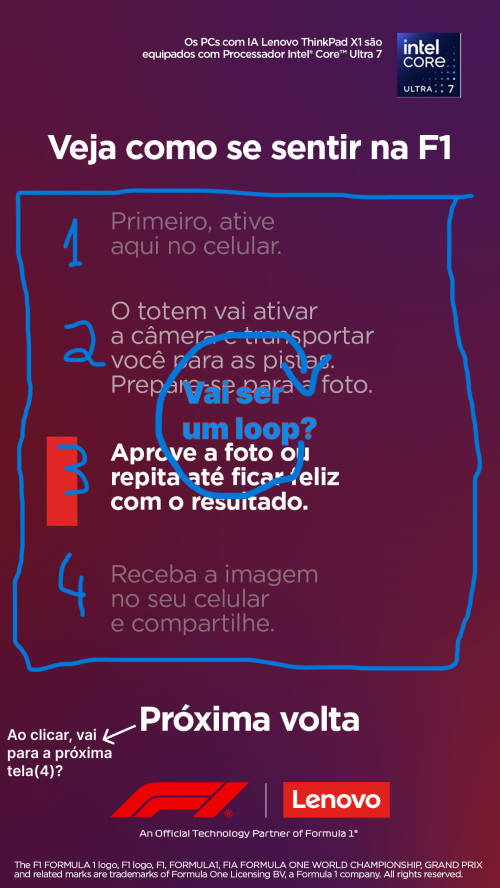 Os PCs com IA Lenovo ThinkPad X1 são
equipados com Processador Intel® Core™ Ultra 7
intel
CORE
ULTRA 7
Veja como se sentir na F1
1
Primeiro, ative
aqui no celular.
2
O totem vai ativar
a câmera e transportar
você para as pistas.
Prepare-se para a foto.
Vai ser
um loop?
3
Aprove a foto ou
repita até ficar feliz
com o resultado.
4
Receba a imagem
no seu celular
e compartilhe.
Próxima volta
Ao clicar, vai
para a próxima
tela(4)?
F1®
Lenovo
An Official Technology Partner of Formula 1®
The F1 FORMULA 1 logo, F1 logo, F1, FORMULA1, FIA FORMULA ONE WORLD CHAMPIONSHIP, GRAND PRIX
and related marks are trademarks of Formula One Licensing BV, a Formula 1 company. All rights reserved.